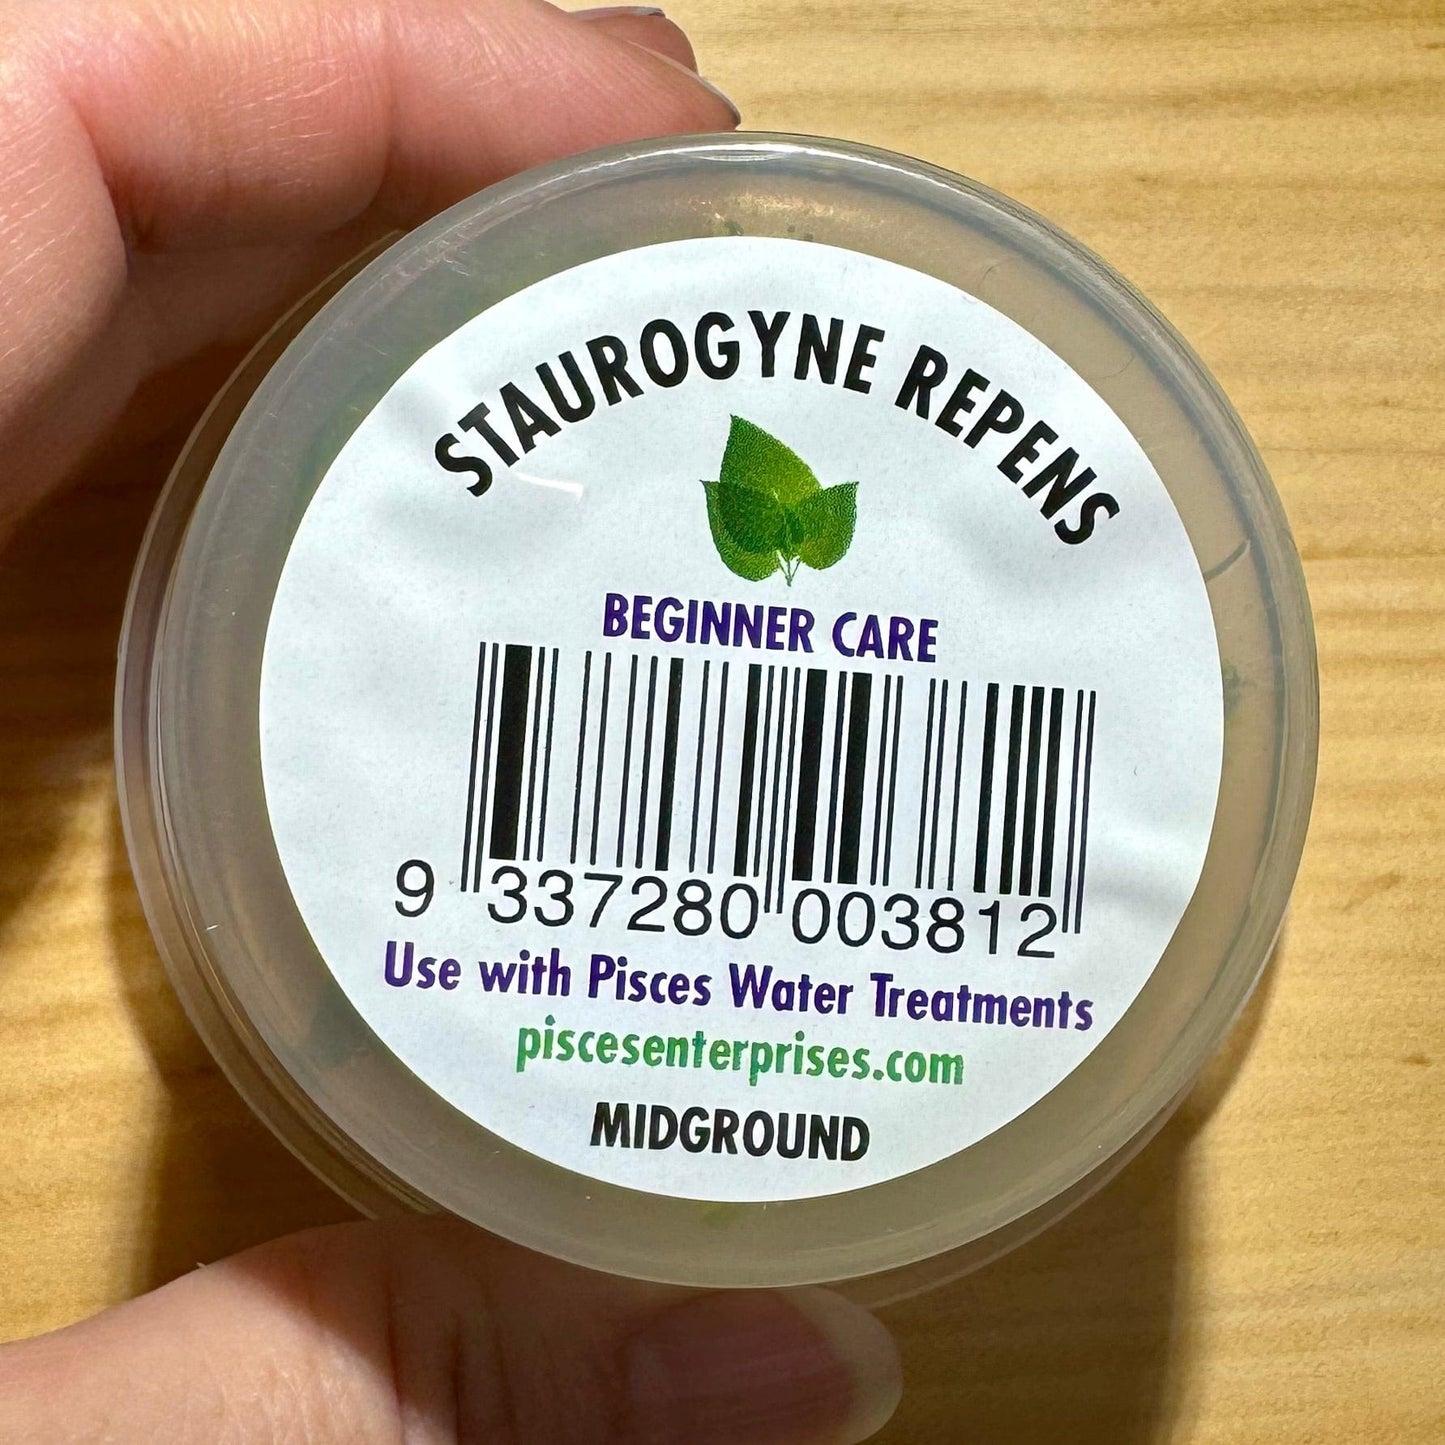 STAUROGYNE REPENS
BEGINNER CARE
9 337280 003812
Use with Pisces Water Treatments
piscesenterprises.com
MIDGROUND